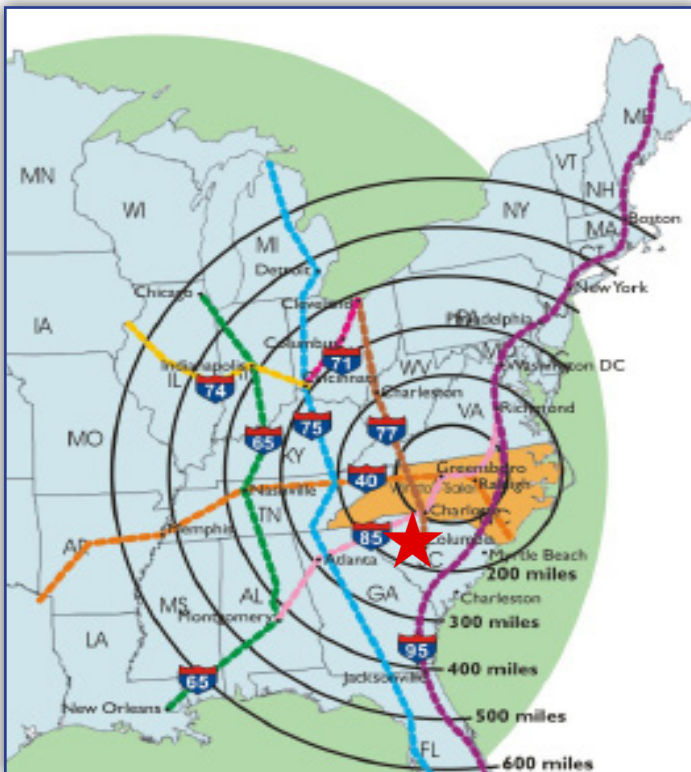 ME
MN
VT
NH
WI
NY
Boston
MA
MI
CT
Detroit
Chicago
New York
Cleveland
NJ
Philadelphia
PA
IA
Columbus
MD
Indianapolis
71
WV
Washington DC
IL
74
Cincinnati
Charleston
VA
Richmond
75
77
MO
65
KY
40
Greensboro
Raleigh
Nashville
Winston Salem
Charlotte
TN
Memphis
85
Columbia
AR
Atlanta
Myrtle Beach
200 miles
AL
GA
Charleston
MS
Montgomery
300 miles
LA
95
400 miles
65
Jacksonville
New Orleans
500 miles
FL
600 miles